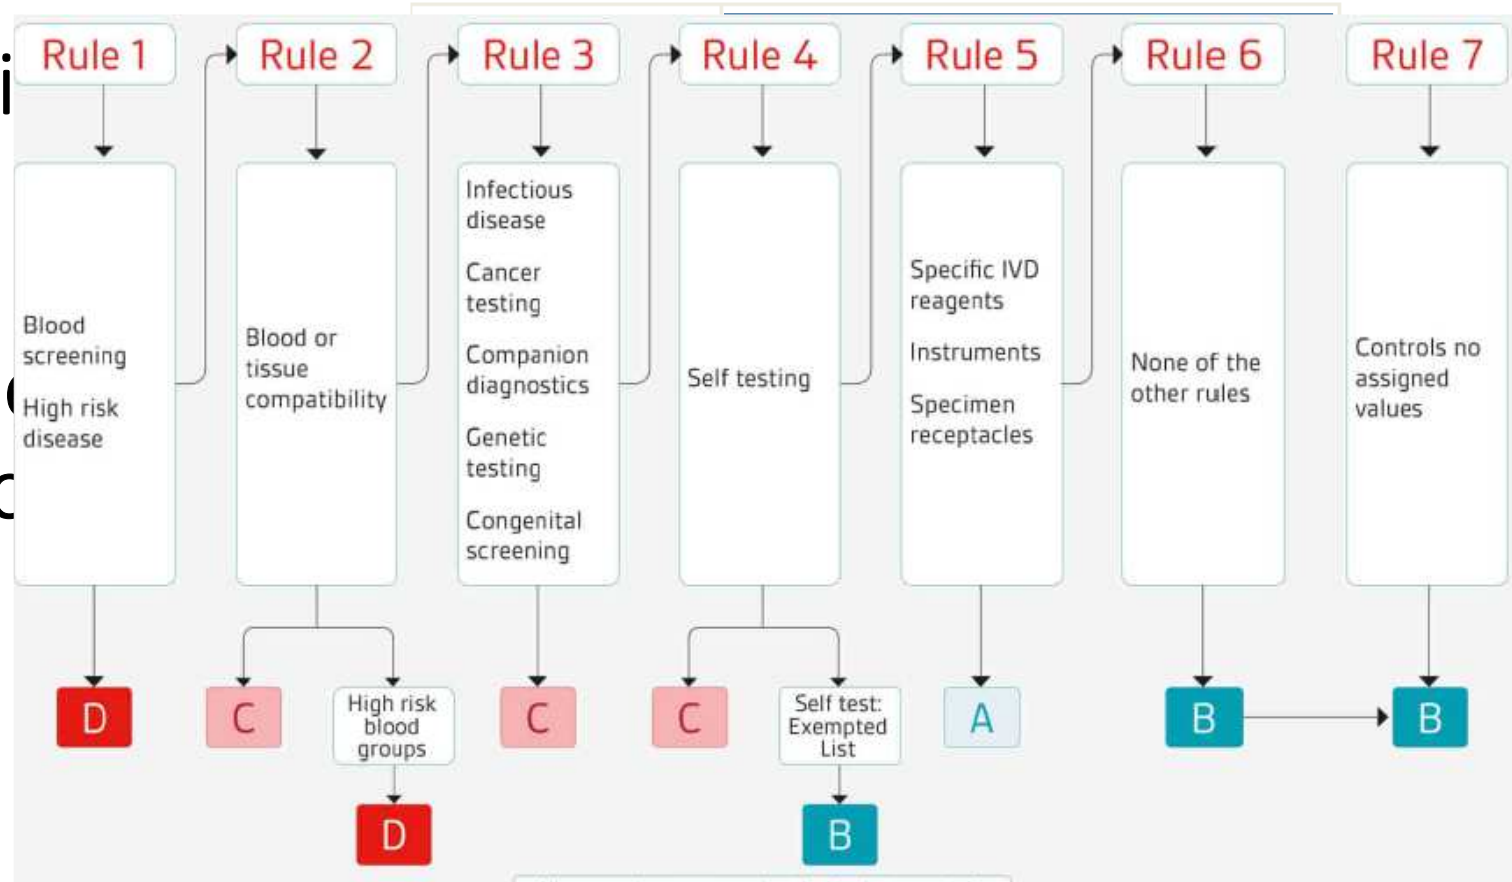 Rule 1
Rule 2
Rule 3
Rule 4
Rule 5
Rule 6
Rule 7
Blood
screening
High risk
disease
Blood or
tissue
compatibility
Infectious
disease
Cancer
testing
Companion
diagnostics
Genetic
testing
Congenital
screening
Self testing
Specific IVD
reagents
Instruments
Specimen
receptacles
None of the
other rules
Controls no
assigned
values
D
C
High risk
blood
groups
D
C
C
Self test:
Exempted
List
B
A
B
B